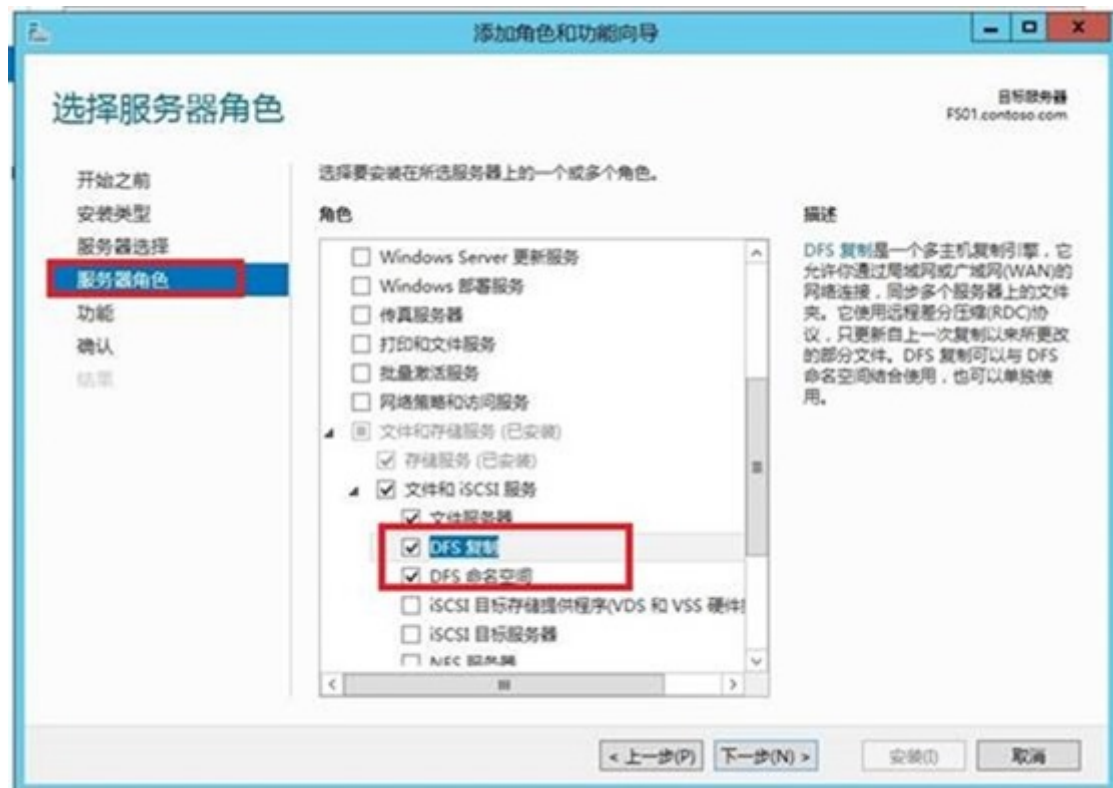 添加角色和功能向导
选择服务器角色
目标服务器
FS01.contoso.com
开始之前
安装类型
服务器选择
服务器角色
功能
确认
结果
选择要安装在所选服务器上的一个或多个角色。
角色
Windows Server 更新服务
Windows 部署服务
传真服务器
打印和文件服务
批量激活服务
网络策略和访问服务
文件和存储服务 (已安装)
存储服务 (已安装)
文件和 iSCSI 服务
文件服务器
DFS 复制
DFS 命名空间
iSCSI 目标存储提供程序(VDS 和 VSS 硬件
iSCSI 目标服务器
NFS 服务器
描述
DFS 复制是一个多主机复制引擎，它
允许你通过局域网或广域网(WAN)的
网络连接，同步多个服务器上的文件
夹。它使用远程差分压缩(RDC)协
议，只更新自上一次复制以来所更改
的部分文件。DFS 复制可以与 DFS
命名空间结合使用，也可以单独使
用。
< 上一步(P)
下一步(N) >
安装(I)
取消